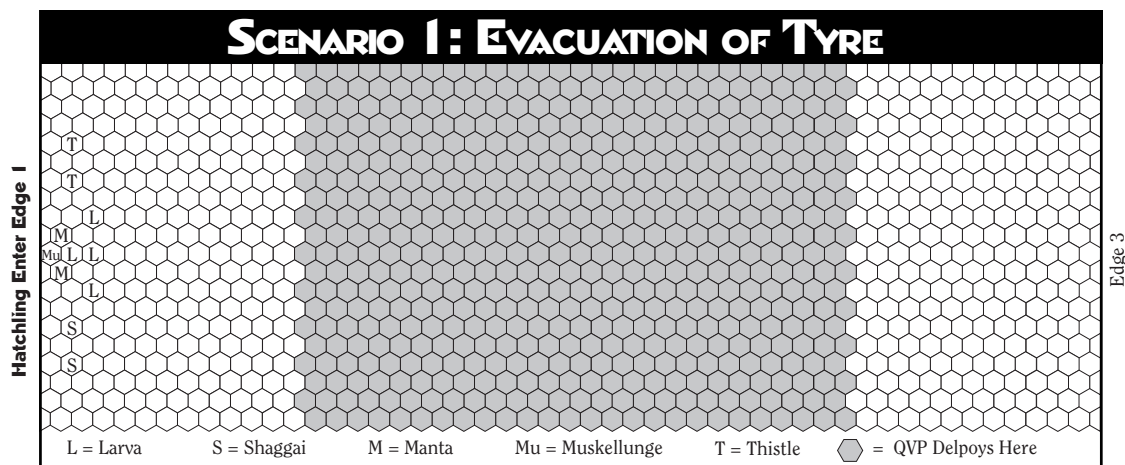 SCENARIO 1: EVACUATION OF TYRE
Hatchling Enter Edge 1
T
T
L
M
Mu L L
M
L
S
S
Edge 3
L = Larva S = Shaggai M = Manta Mu = Muskellunge T = Thistle = QVP Delpoys Here